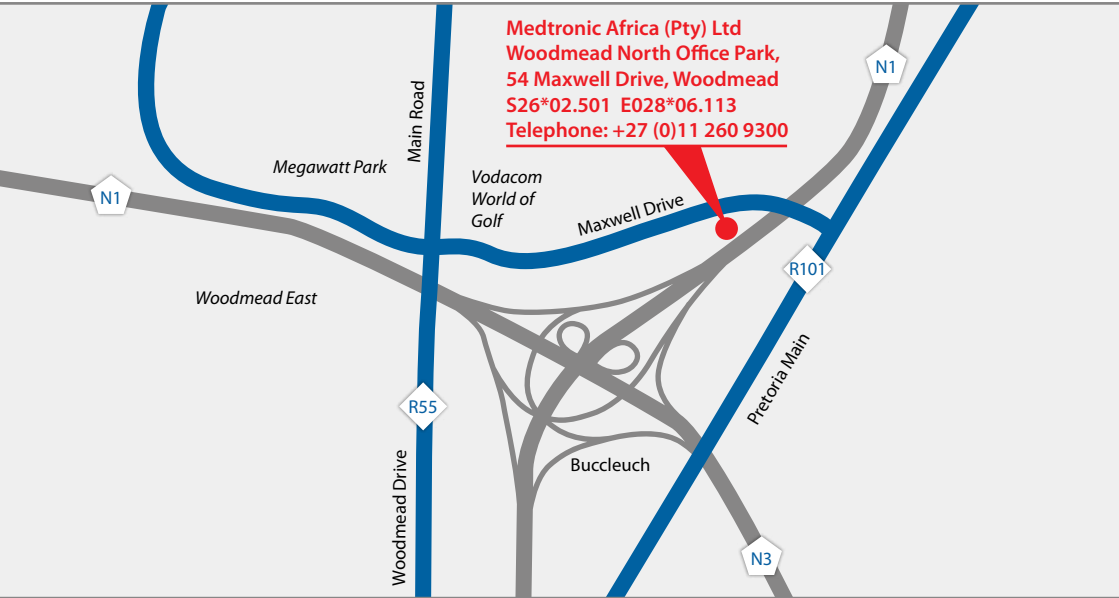 Medtronic Africa (Pty) Ltd
Woodmead North Office Park,
54 Maxwell Drive, Woodmead
S26*02.501 E028*06.113
Telephone: +27 (0)11 260 9300
N1
Main Road
Megawatt Park
Vodacom
World of
Golf
N1
Maxwell Drive
R101
Woodmead East
Pretoria Main
R55
Buccleuch
Woodmead Drive
N3